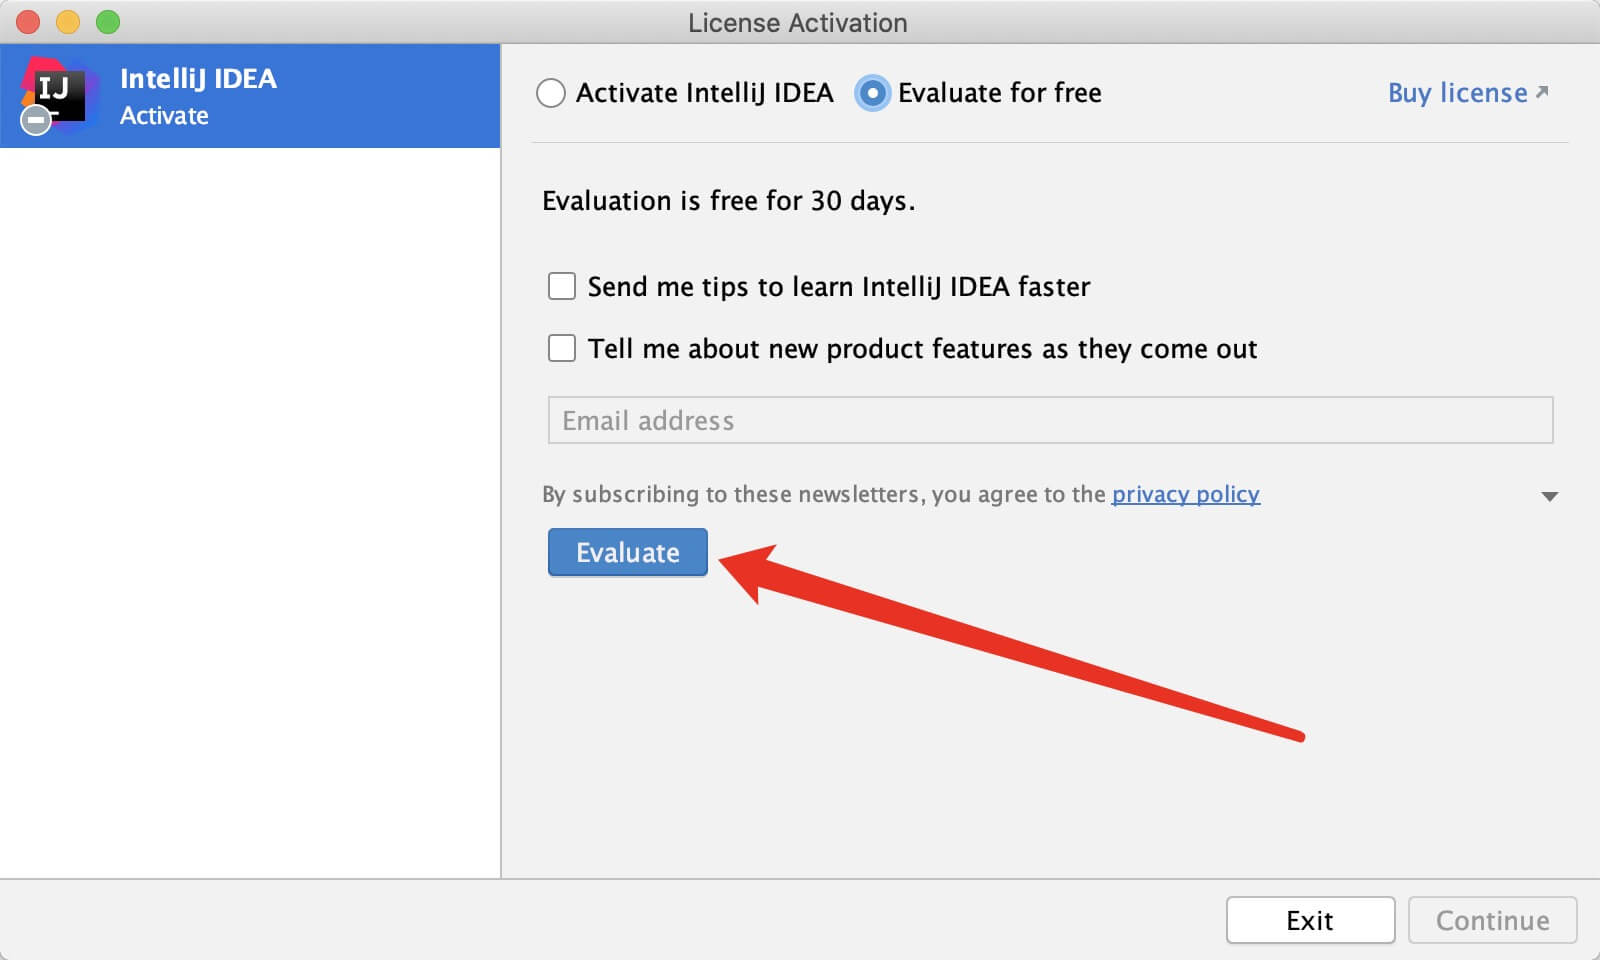 License Activation
IJ
IntelliJ IDEA
Activate
Activate IntelliJ IDEA
Evaluate for free
Buy license
Evaluation is free for 30 days.
Send me tips to learn IntelliJ IDEA faster
Tell me about new product features as they come out
Email address
By subscribing to these newsletters, you agree to the privacy policy
Evaluate
Exit
Continue